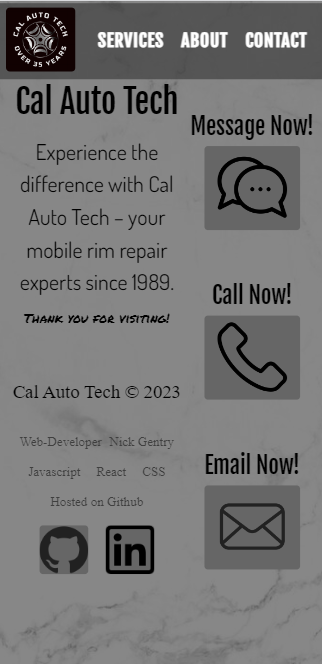 CAL AUTO TECH
OVER 35 YEARS
SERVICES ABOUT CONTACT
Cal Auto Tech
Experience the
difference with Cal
Auto Tech – your
mobile rim repair
experts since 1989.
Thank you for visiting!
Cal Auto Tech © 2023
Web-Developer Nick Gentry
Javascript React CSS
Hosted on Github
in
Message Now!
Call Now!
Email Now!